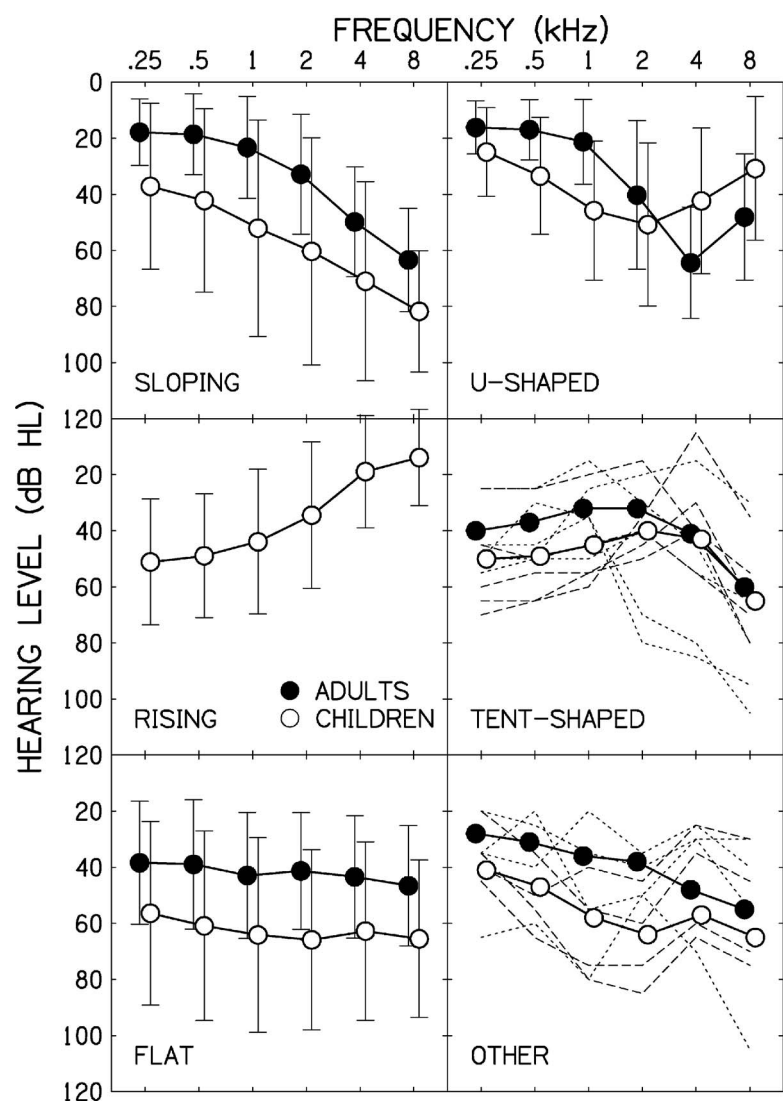 FREQUENCY (kHz)
.25 .5 1 2 4 8 .25 .5 1 2 4 8
HEARING LEVEL (dB HL)
0
20
40
60
80
100
SLOPING U-SHAPED
120
20
40
60
80
ADULTS
100
RISING CHILDREN TENT-SHAPED
120
20
40
60
80
100
FLAT OTHER
120